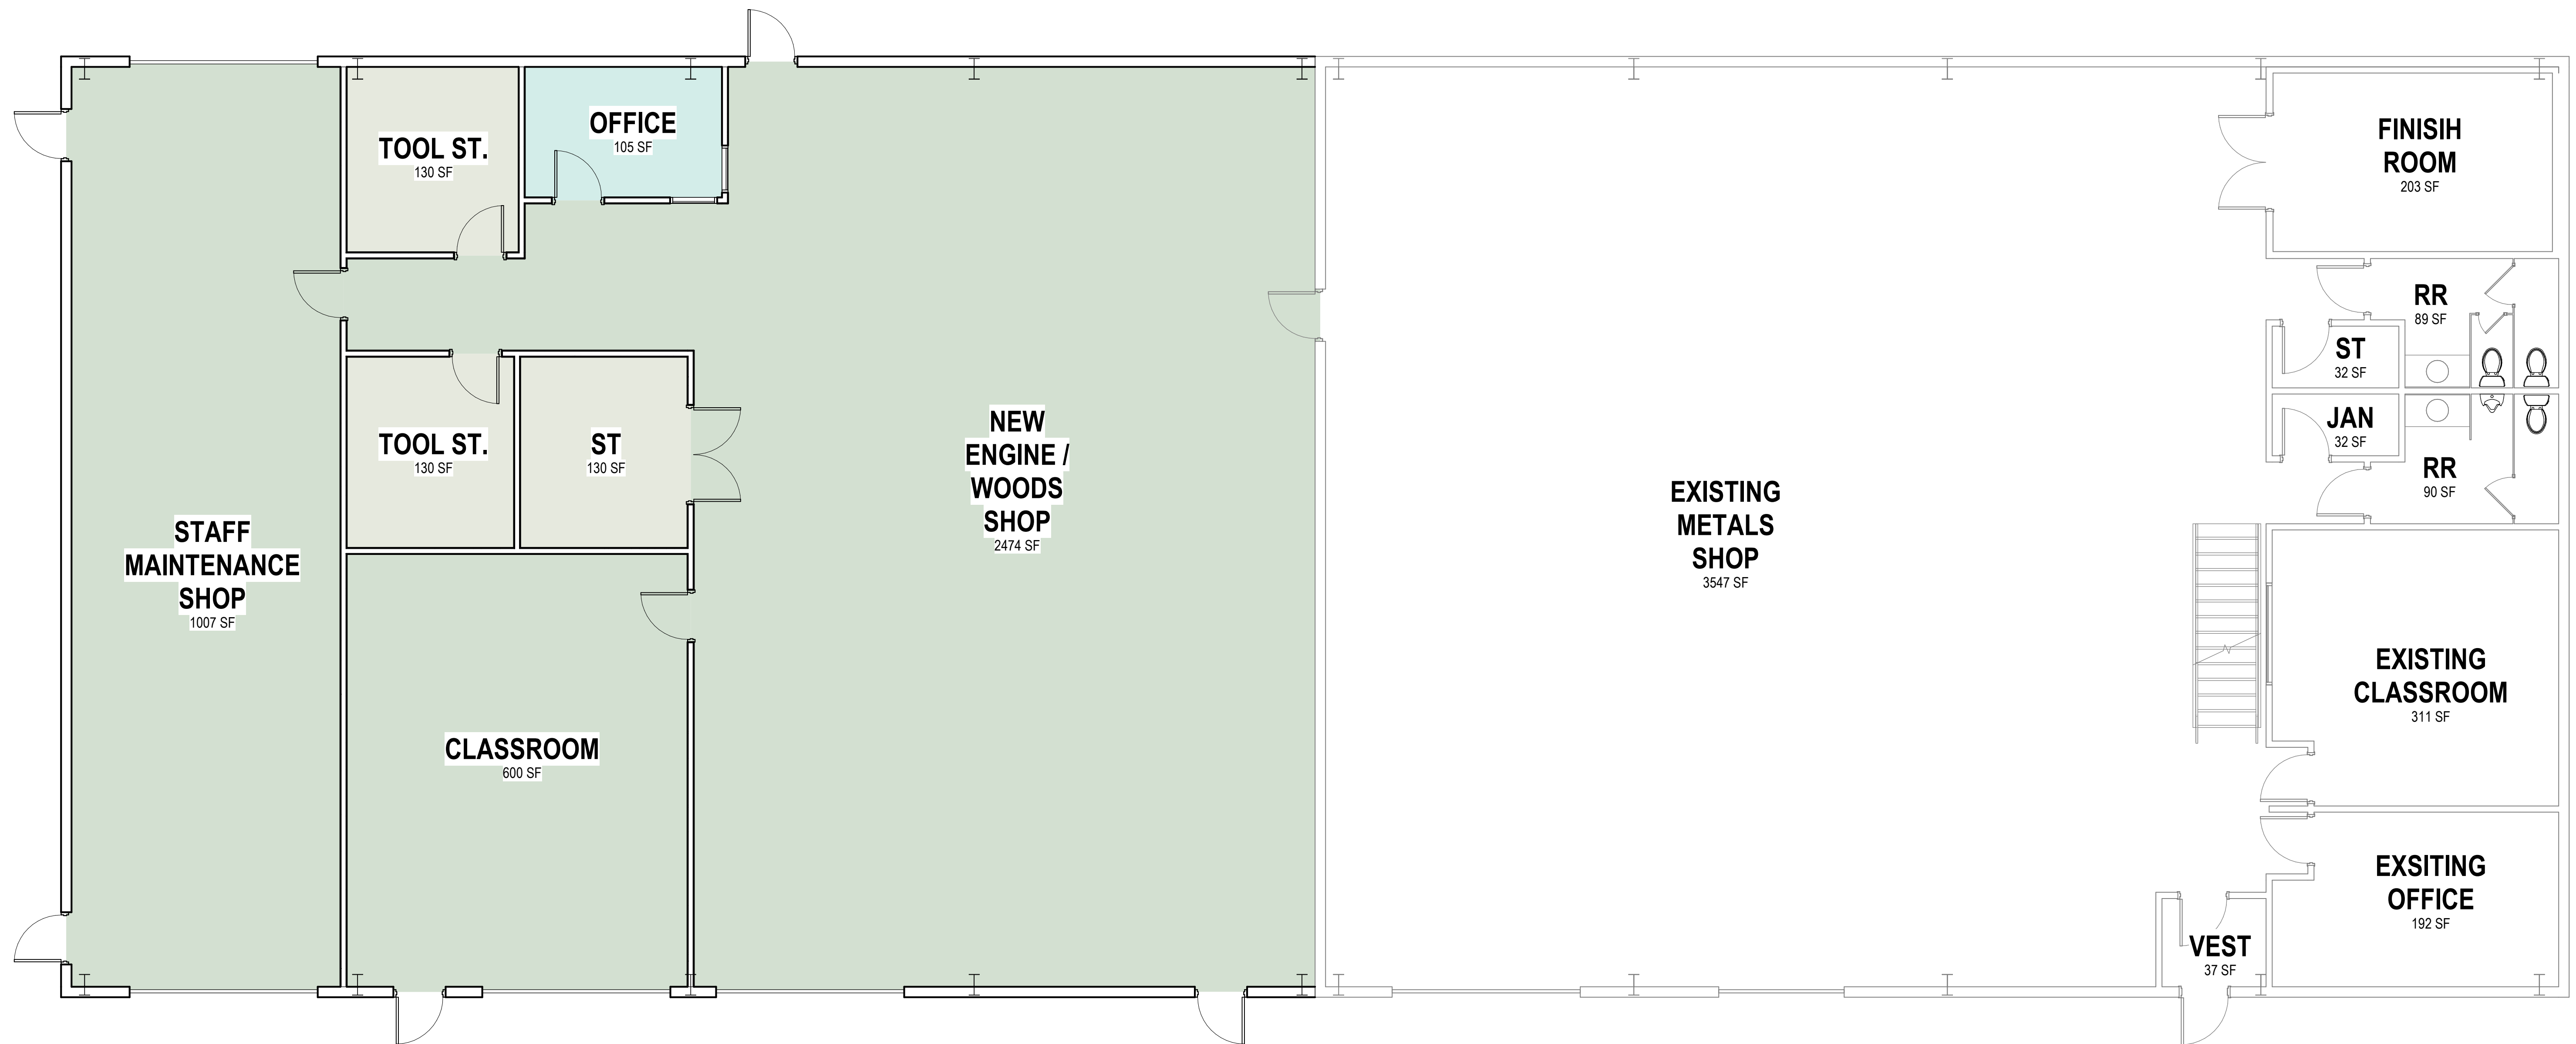 STAFF
MAINTENANCE
SHOP
1007 SF
TOOL ST.
130 SF
OFFICE
105 SF
TOOL ST.
130 SF
ST
130 SF
CLASSROOM
600 SF
NEW
ENGINE /
WOODS
SHOP
2474 SF
EXISTING
METALS
SHOP
3547 SF
FINISIH
ROOM
203 SF
RR
89 SF
ST
32 SF
JAN
32 SF
RR
90 SF
EXISTING
CLASSROOM
311 SF
EXSITING
OFFICE
192 SF
VEST
37 SF